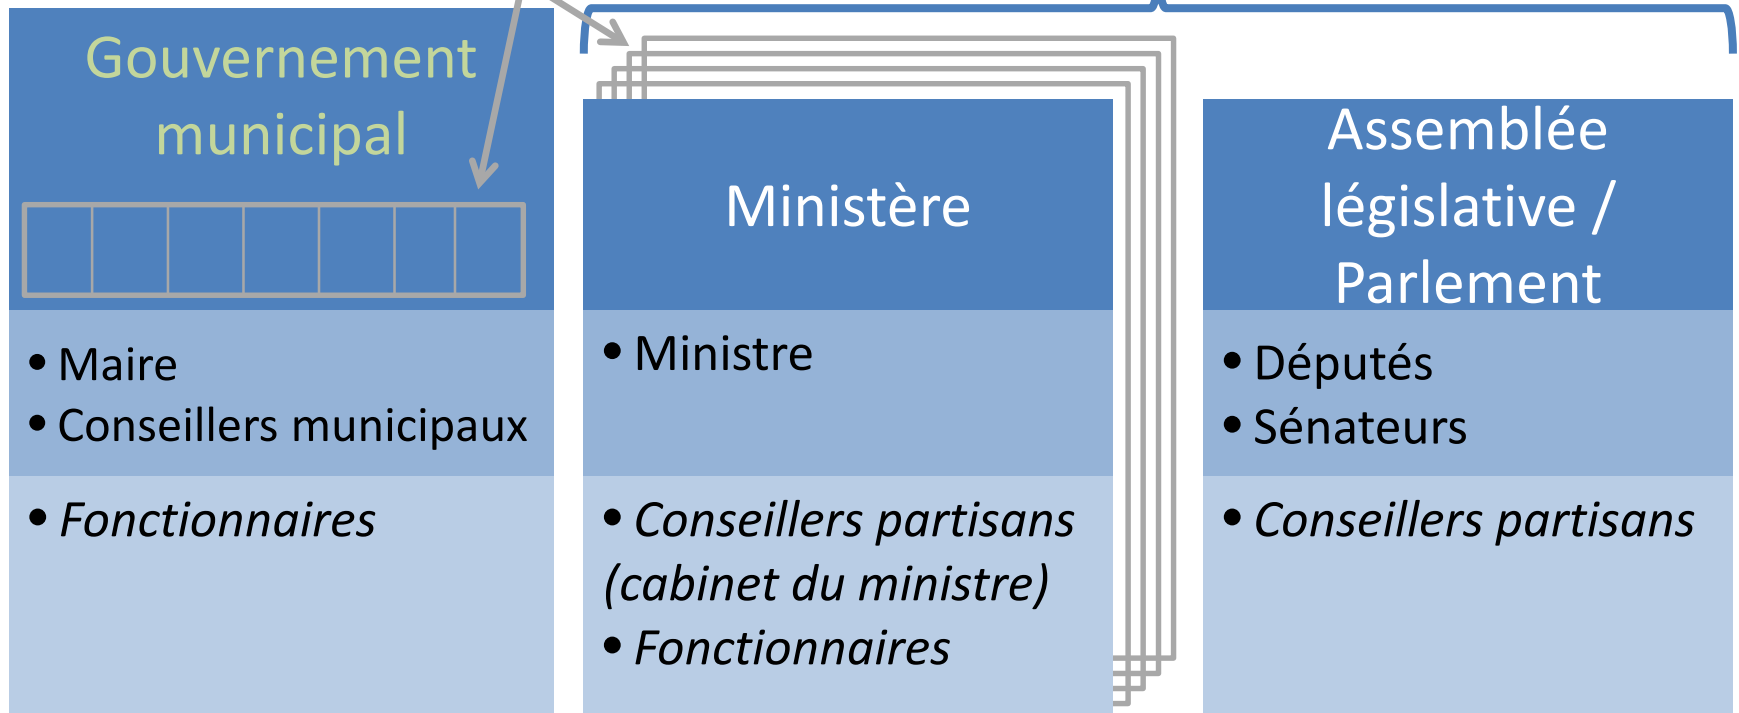 Gouvernement
municipal
• Maire
• Conseillers municipaux
• Fonctionnaires
Ministère
• Ministre
• Conseillers partisans
(cabinet du ministre)
• Fonctionnaires
Assemblée
législative /
Parlement
• Députés
• Sénateurs
• Conseillers partisans